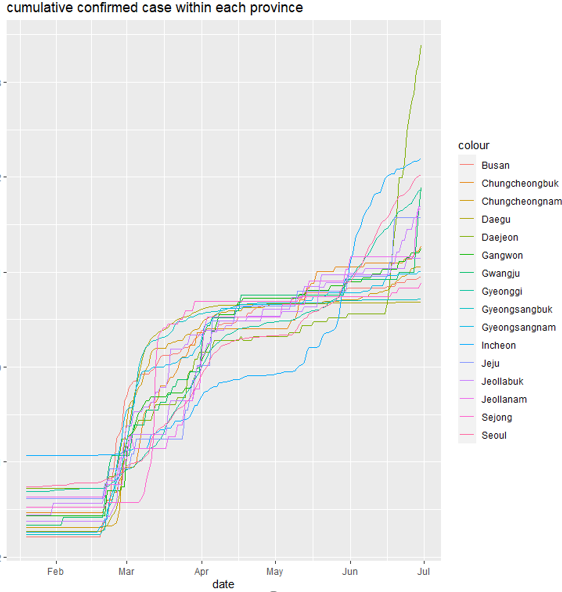 cumulative confirmed case within each province
colour
Busan
Chungcheongbuk
Chungcheongnam
Daegu
Daejeon
Gangwon
Gwangju
Gyeonggi
Gyeongsangbuk
Gyeongsangnam
Incheon
Jeju
Jeollabuk
Jeollanam
Sejong
Seoul
Feb Mar Apr May Jun Jul
date